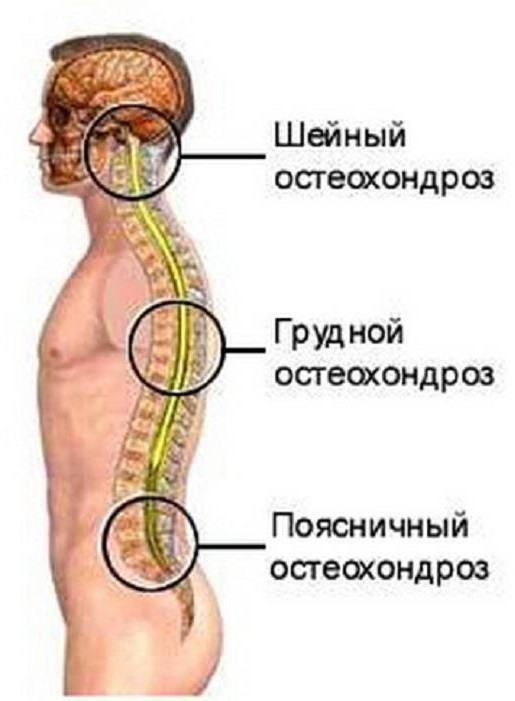 Шейный
остеохондроз
Грудной
остеохондроз
Поясничный
остеохондроз